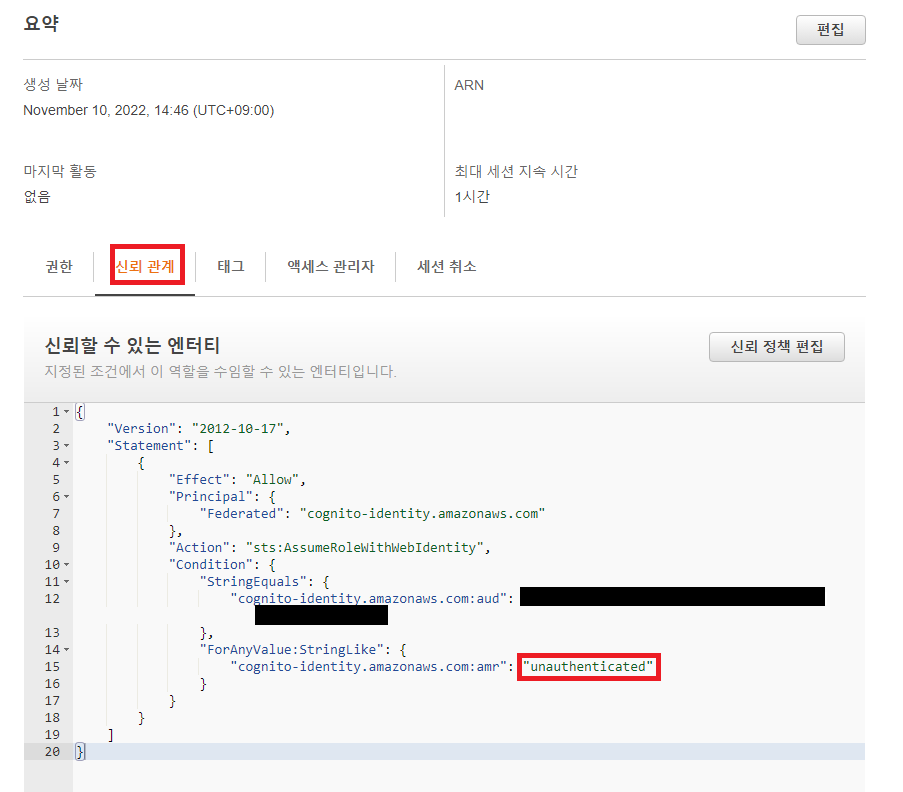 요약
편집
생성 날짜
November 10, 2022, 14:46 (UTC+09:00)
ARN
마지막 활동
없음
최대 세션 지속 시간
1시간
권한
신뢰 관계
태그
액세스 관리자
세션 취소
신뢰할 수 있는 엔터티
지정된 조건에서 이 역할을 수임할 수 있는 엔터티입니다.
신뢰 정책 편집
1 {
2 "Version": "2012-10-17",
3 "Statement": [
4 {
5 "Effect": "Allow",
6 "Principal": {
7 "Federated": "cognito-identity.amazonaws.com"
8 },
9 "Action": "sts:AssumeRoleWithWebIdentity",
10 "Condition": {
11 "StringEquals": {
12 "cognito-identity.amazonaws.com:aud":
13 },
14 "ForAnyValue:StringLike": {
15 "cognito-identity.amazonaws.com:amr": "unauthenticated"
16 }
17 }
18 }
19 ]
20 }